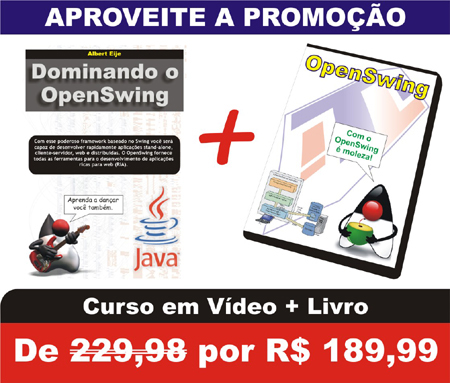 APROVEITE A PROMOÇÃO
Albert Eije
Dominando o
OpenSwing
Com esse poderoso framework baseado no Swing você será
capaz de desenvolver rapidamente aplicações stand alone,
cliente-servidor, web e distribuídas. O OpenSwing fornece
todas as ferramentas para o desenvolvimento de aplicações
ricas para web (RIA).
Aprenda a dançar
você também.
Java
+
OpenSwing
Com o
OpenSwing
é moleza!
Curso em Vídeo + Livro
De 229,98 por R$ 189,99